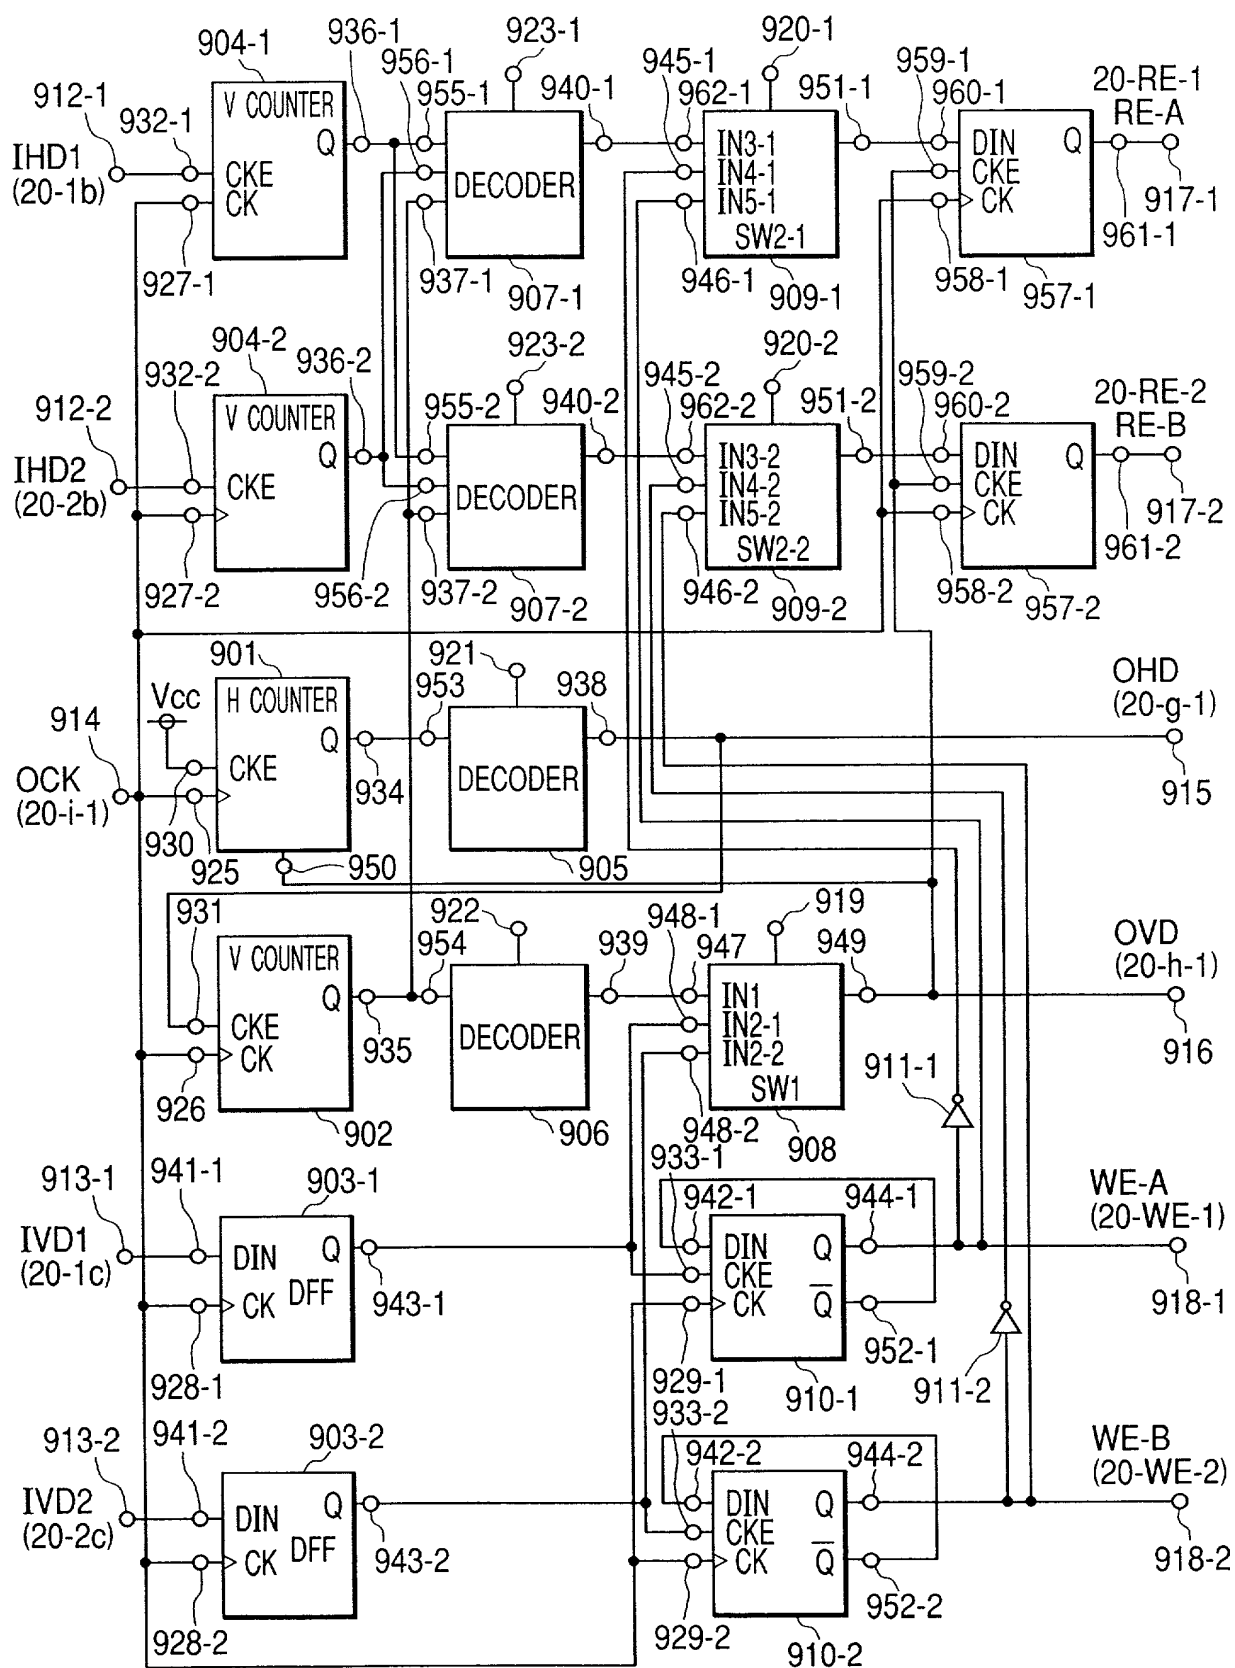 904-1
936-1
923-1
920-1
956-1
945-1
959-1
912-1
932-1
V COUNTER
955-1
940-1
962-1
951-1
960-1
20-RE-1
RE-A
IHD1
(20-1b)
Q
CKE
CK
DECODER
IN3-1
IN4-1
IN5-1
SW2-1
DIN
CKE
CK
Q
917-1
927-1
937-1
907-1
946-1
909-1
958-1
957-1
961-1
904-2
936-2
923-2
920-2
945-2
959-2
912-2
932-2
V COUNTER
955-2
940-2
962-2
951-2
960-2
20-RE-2
RE-B
IHD2
(20-2b)
Q
CKE
DECODER
IN3-2
IN4-2
IN5-2
SW2-2
DIN
CKE
CK
Q
917-2
927-2
956-2
937-2
907-2
946-2
909-2
958-2
957-2
961-2
901
921
OHD
(20-g-1)
Vcc
H COUNTER
953
938
914
Q
OCK
(20-i-1)
CKE
934
DECODER
915
930
925
950
905
931
922
948-1
919
V COUNTER
954
939
947
949
OVD
(20-h-1)
Q
CKE
CK
935
DECODER
IN1
IN2-1
IN2-2
SW1
916
926
902
906
948-2
908
911-1
933-1
913-1
941-1
903-1
942-1
944-1
WE-A
(20-WE-1)
IVD1
(20-1c)
DIN
Q
CK
DFF
943-1
DIN
CKE
CK
Q
Q
918-1
928-1
929-1
910-1
952-1
911-2
933-2
913-2
941-2
903-2
942-2
944-2
WE-B
(20-WE-2)
IVD2
(20-2c)
DIN
Q
CK
DFF
943-2
DIN
CKE
CK
Q
Q
918-2
928-2
929-2
910-2
952-2